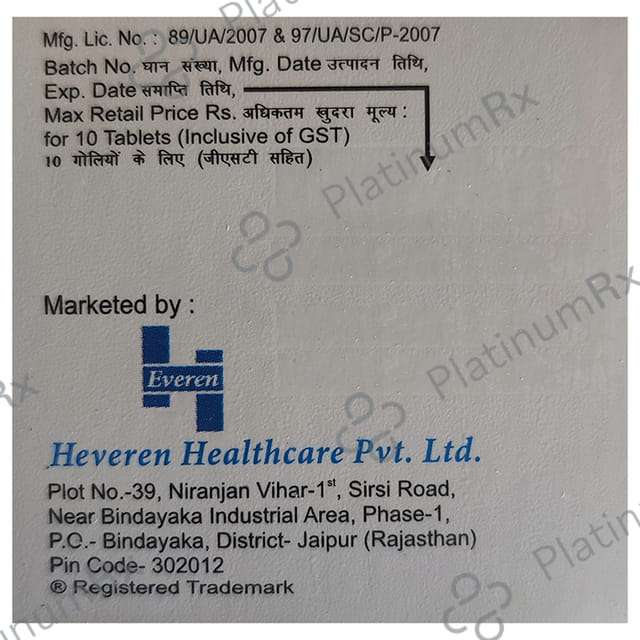 Mfg. Lic. No. : 89/UA/2007 & 97/UA/SC/P-2007
Batch No. घान संख्या, Mfg. Date उत्पादन तिथि,
Exp. Date समाप्ति तिथि,
Max Retail Price Rs. अधिकतम खुदरा मूल्य :
for 10 Tablets (Inclusive of GST)
10 गोलियों के लिए (जीएसटी सहित)
Marketed by :
Everen
Heveren Healthcare Pvt. Ltd.
Plot No.-39, Niranjan Vihar-1st, Sirsi Road,
Near Bindayaka Industrial Area, Phase-1,
P.O.- Bindayaka, District- Jaipur (Rajasthan)
Pin Code- 302012
® Registered Trademark
PlatinumRx
PlatinumRx